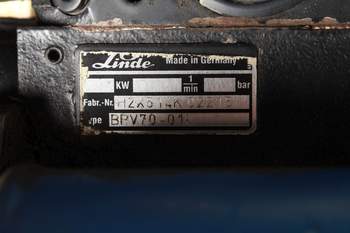 Linde Made in Germany
KW 1/min bar
Fabr.-Nr.
Type BPV70-01